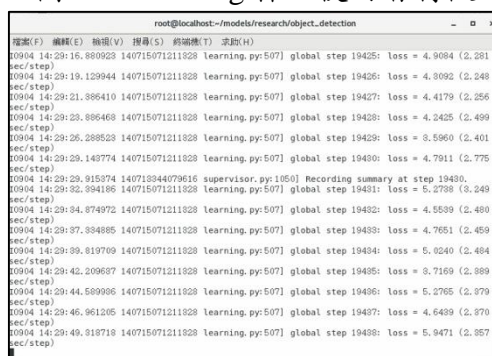 root@localhost:~/models/research/object_detection
檔案(F) 編輯(E) 檢視(V) 搜尋(S) 終端機(T) 求助(H)
I0904 14:29:16.880923 140715071211328 learning.py:507] global step 19425: loss = 4.9084 (2.281
sec/step)
I0904 14:29:19.129944 140715071211328 learning.py:507] global step 19426: loss = 4.3092 (2.248
sec/step)
I0904 14:29:21.386410 140715071211328 learning.py:507] global step 19427: loss = 4.4179 (2.256
sec/step)
I0904 14:29:23.886468 140715071211328 learning.py:507] global step 19428: loss = 4.2425 (2.499
sec/step)
I0904 14:29:26.288523 140715071211328 learning.py:507] global step 19429: loss = 3.5960 (2.401
sec/step)
I0904 14:29:29.143774 140715071211328 learning.py:507] global step 19430: loss = 4.7911 (2.775
sec/step)
I0904 14:29:29.915374 140713344079616 supervisor.py:1050] Recording summary at step 19430.
I0904 14:29:32.394186 140715071211328 learning.py:507] global step 19431: loss = 5.2738 (3.249
sec/step)
I0904 14:29:34.874972 140715071211328 learning.py:507] global step 19432: loss = 4.5539 (2.480
sec/step)
I0904 14:29:37.334885 140715071211328 learning.py:507] global step 19433: loss = 4.7651 (2.459
sec/step)
I0904 14:29:39.819709 140715071211328 learning.py:507] global step 19434: loss = 5.0240 (2.484
sec/step)
I0904 14:29:42.209637 140715071211328 learning.py:507] global step 19435: loss = 3.7169 (2.389
sec/step)
I0904 14:29:44.589936 140715071211328 learning.py:507] global step 19436: loss = 5.2765 (2.379
sec/step)
I0904 14:29:46.961205 140715071211328 learning.py:507] global step 19437: loss = 4.6439 (2.370
sec/step)
I0904 14:29:49.318718 140715071211328 learning.py:507] global step 19438: loss = 5.9471 (2.357
sec/step)